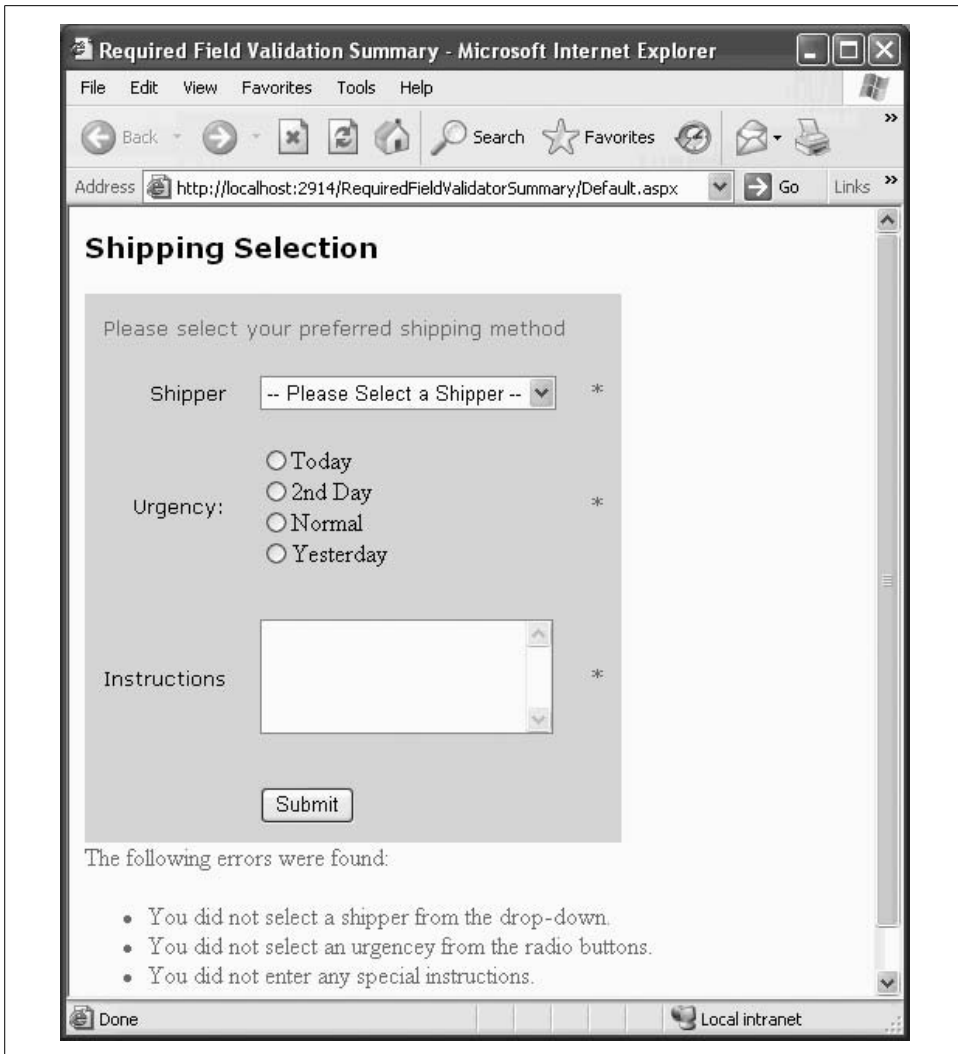 Required Field Validation Summary - Microsoft Internet Explorer
File Edit View Favorites Tools Help
Back Search Favorites »
Address http://localhost:2914/RequiredFieldValidatorSummary/Default.aspx Go Links »
Shipping Selection
Please select your preferred shipping method
Shipper -- Please Select a Shipper -- *
Today
2nd Day
Urgency: *
Normal
Yesterday
Instructions *
Submit
The following errors were found:
• You did not select a shipper from the drop-down.
• You did not select an urgencey from the radio buttons.
• You did not enter any special instructions.
Done Local intranet